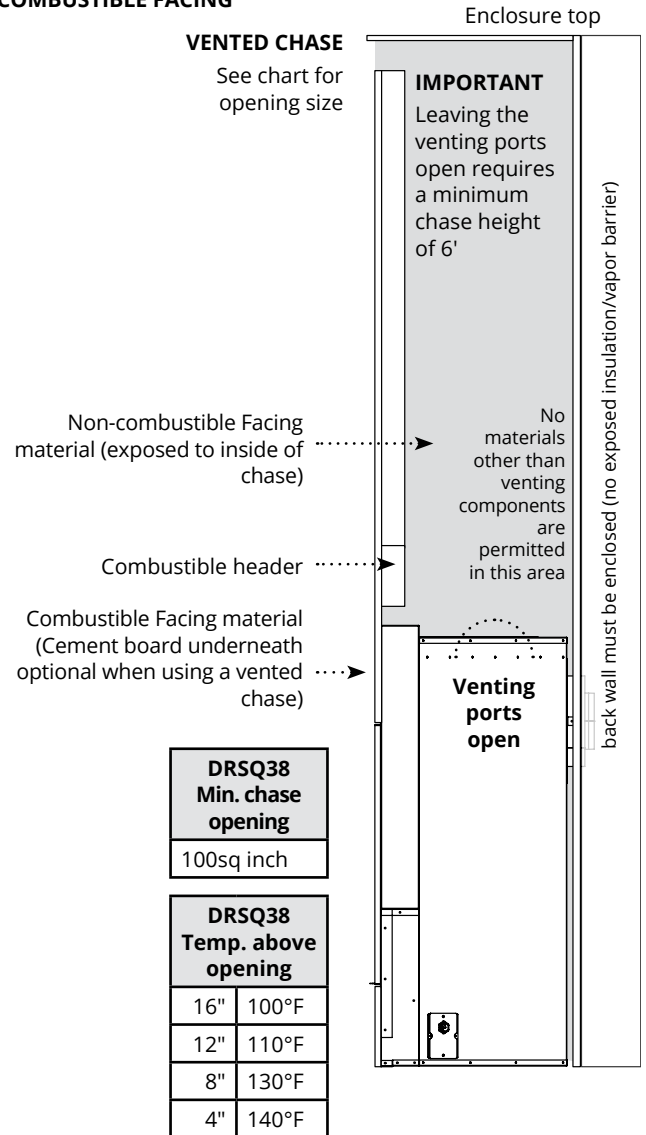 COMBUSTIBLE FACING
Enclosure top
VENTED CHASE
See chart for
opening size
IMPORTANT
Leaving the
venting ports
open requires
a minimum
chase height
of 6'
back wall must be enclosed (no exposed insulation/vapor barrier)
Non-combustible Facing
material (exposed to inside of
chase)
No
materials
other than
venting
components
are
permitted
in this area
Combustible header
Combustible Facing material
(Cement board underneath
optional when using a vented
chase)
Venting
ports
open
DRSQ38
Min. chase
opening
100sq inch
DRSQ38
Temp. above
opening
16" 100°F
12" 110°F
8" 130°F
4" 140°F